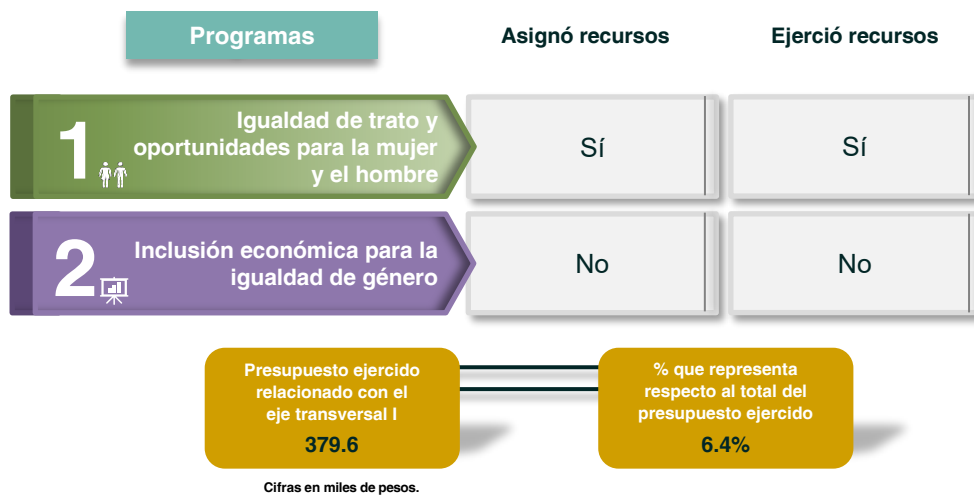 Programas
Asignó recursos
Ejerció recursos
1
Igualdad de trato y
oportunidades para la mujer
y el hombre
Sí
Sí
2
Inclusión económica para la
igualdad de género
No
No
Presupuesto ejercido
relacionado con el
eje transversal I
379.6
% que representa
respecto al total del
presupuesto ejercido
6.4%
Cifras en miles de pesos.